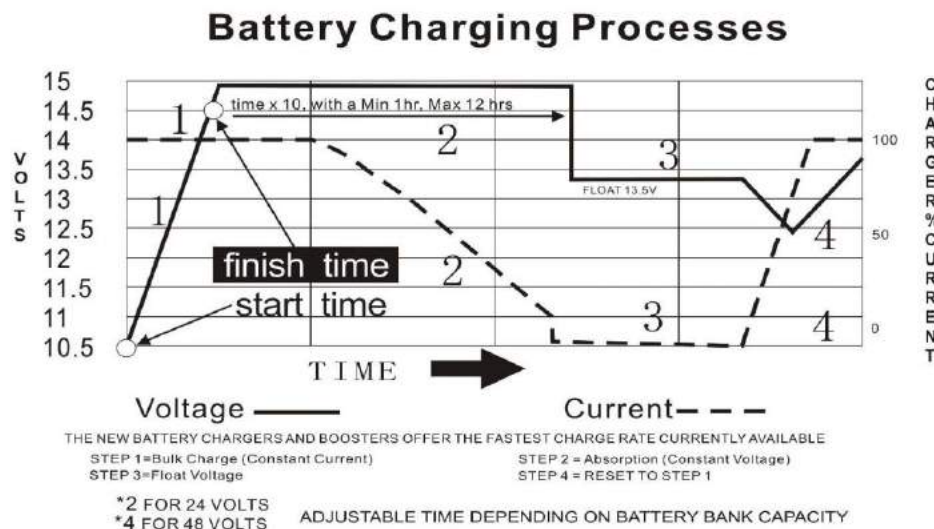 Battery Charging Processes
15
14.5
14
13.5
13
12.5
12
11.5
11
10.5
VOLTS
1
1
time x 10, with a Min 1hr. Max 12 hrs
2
2
3
FLOAT 13.5V
3
4
4
finish time
start time
100
50
0
CHARGER% CURRENT
TIME
Voltage
Current
THE NEW BATTERY CHARGERS AND BOOSTERS OFFER THE FASTEST CHARGE RATE CURRENTLY AVAILABLE
STEP 1=Bulk Charge (Constant Current)
STEP 2 = Absorption (Constant Voltage)
STEP 3=Float Voltage
STEP 4 = RESET TO STEP 1
*2 FOR 24 VOLTS
*4 FOR 48 VOLTS
ADJUSTABLE TIME DEPENDING ON BATTERY BANK CAPACITY